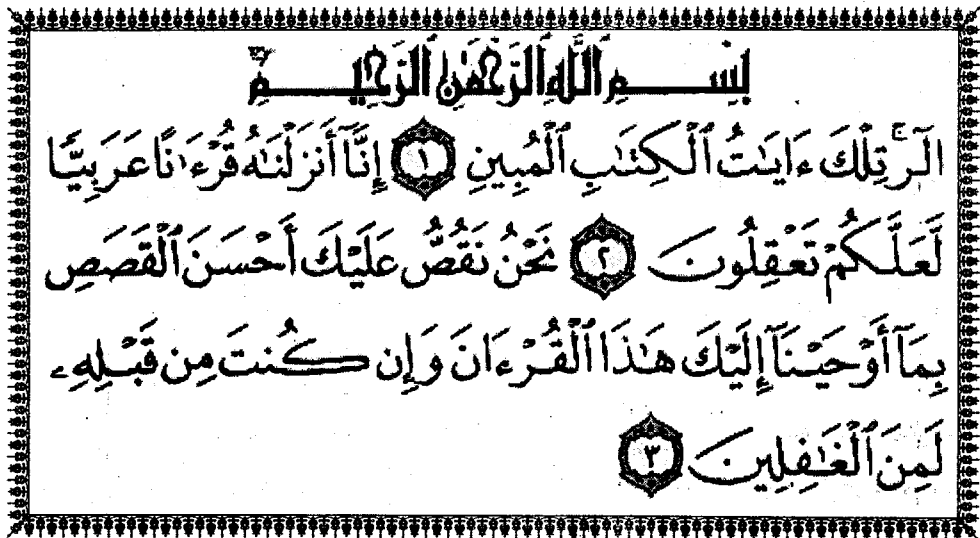 بِسْمِ ٱللَّهِ ٱلرَّحْمَٰنِ ٱلرَّحِيمِ
الٓر ۚ تِلْكَ ءَايَٰتُ ٱلْكِتَٰبِ ٱلْمُبِينِ ١ إِنَّآ أَنزَلْنَٰهُ قُرْءَٰنًا عَرَبِيًّا
لَّعَلَّكُمْ تَعْقِلُونَ ٢ نَحْنُ نَقُصُّ عَلَيْكَ أَحْسَنَ ٱلْقَصَصِ
بِمَآ أَوْحَيْنَآ إِلَيْكَ هَٰذَا ٱلْقُرْءَانَ وَإِن كُنتَ مِن قَبْلِهِۦ
لَمِنَ ٱلْغَٰفِلِينَ ٣